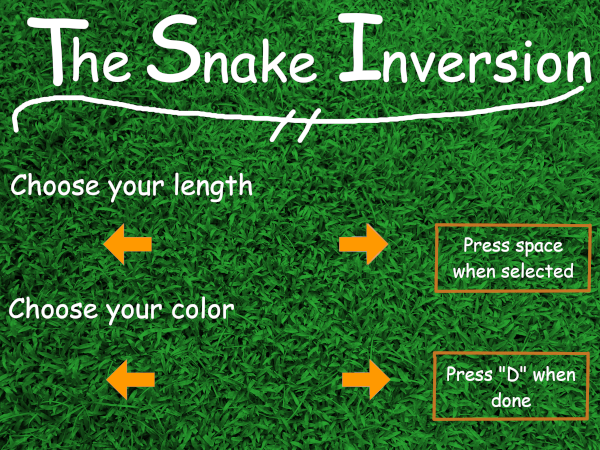 The Snake Inversion
Choose your length
Press space
when selected
Choose your color
Press "D" when
done